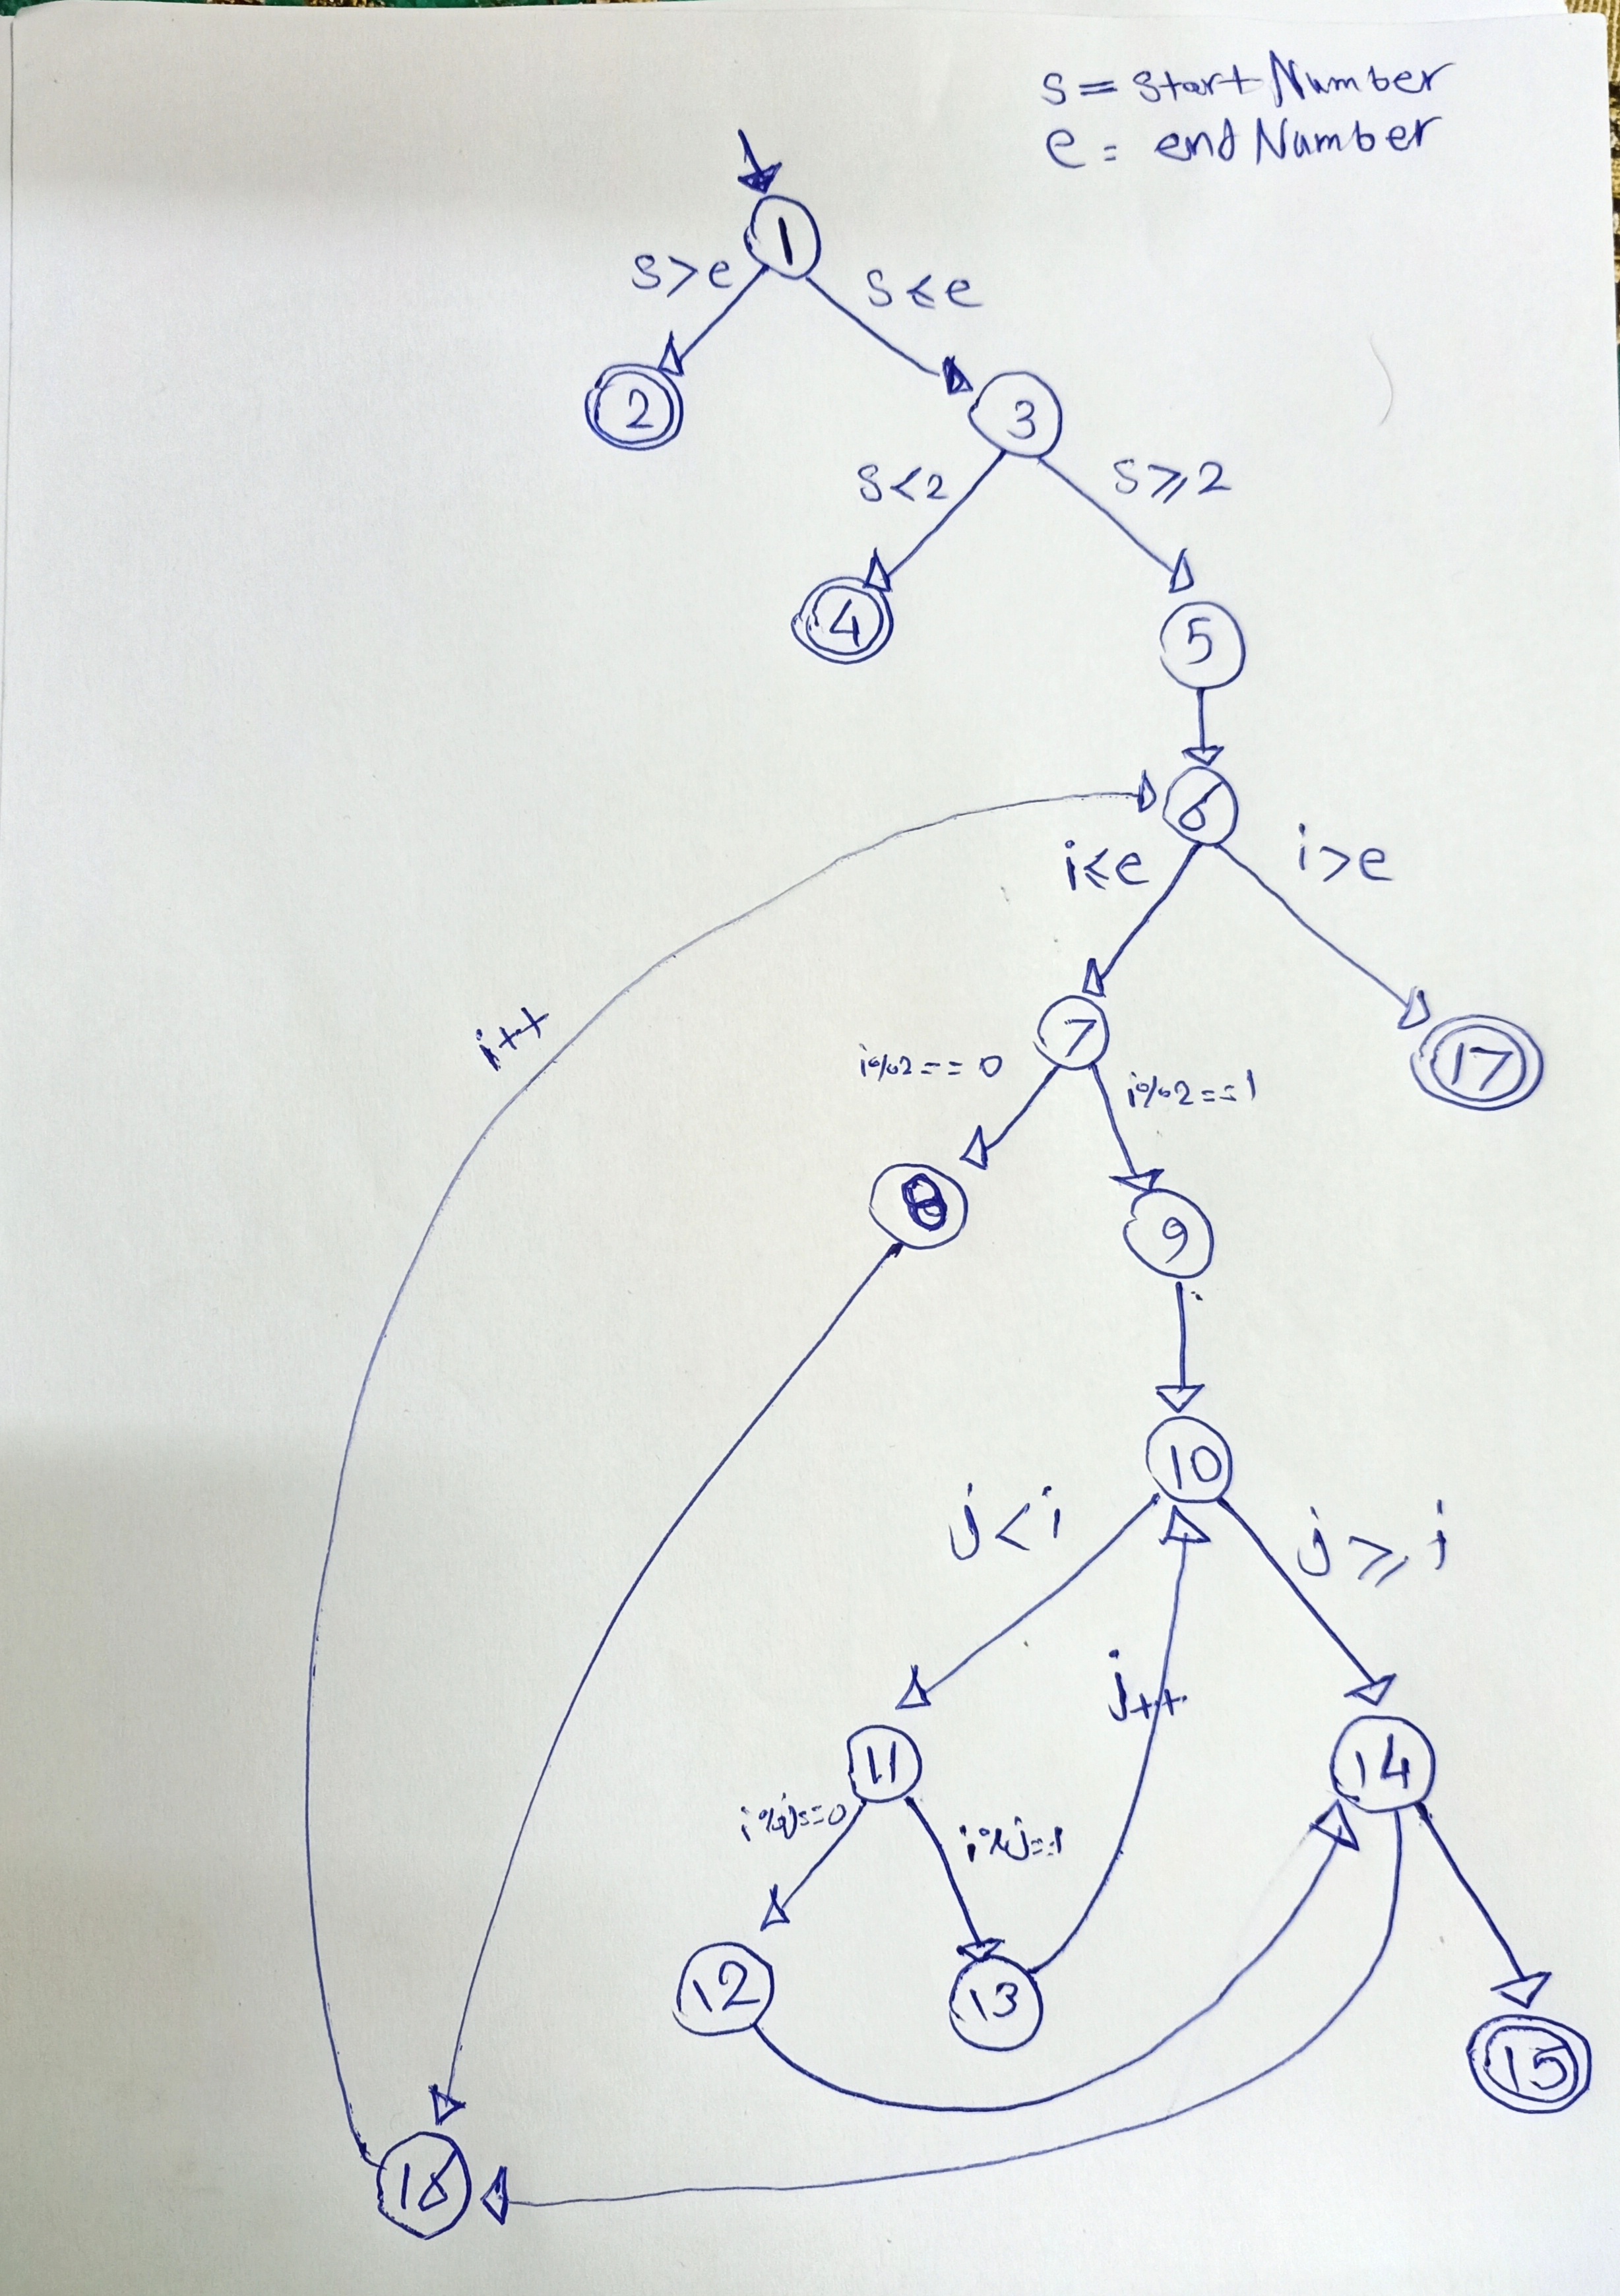 s = start Number
e = end Number
1
s>e
s⩽e
2
3
s<2
s⩾2
4
5
6
i⩽e
i>e
i++
7
17
i%2==0
i%2==1
8
9
10
j<i
j⩾i
j++
11
14
i%j==0
i%j==1
12
13
15
16